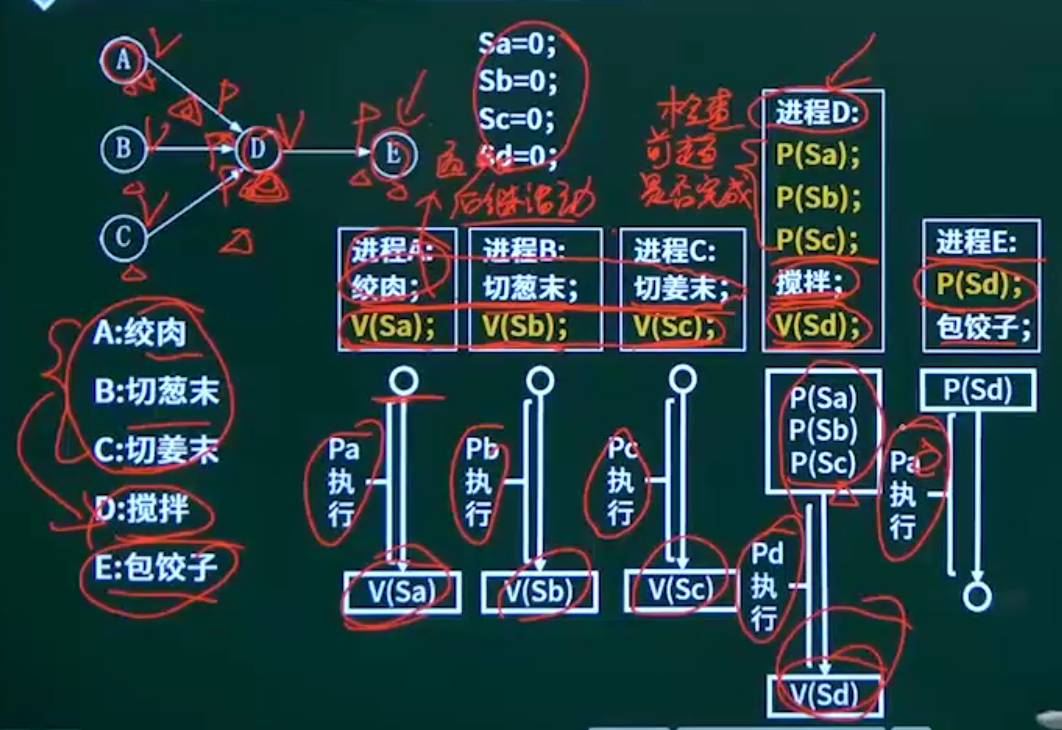 A
B
C
D
E
V
V
V
P
P
P
V
P
Sa=0;
Sb=0;
Sc=0;
Sd=0;
后继活动
检查
前趋
是否完成
进程A:
绞肉;
V(Sa);
进程B:
切葱末;
V(Sb);
进程C:
切姜末;
V(Sc);
进程D:
P(Sa);
P(Sb);
P(Sc);
搅拌;
V(Sd);
进程E:
P(Sd);
包饺子;
A:绞肉
B:切葱末
C:切姜末
D:搅拌
E:包饺子
Pa
执
行
V(Sa)
Pb
执
行
V(Sb)
Pc
执
行
V(Sc)
P(Sa)
P(Sb)
P(Sc)
Pd
执
行
V(Sd)
P(Sd)
执
行